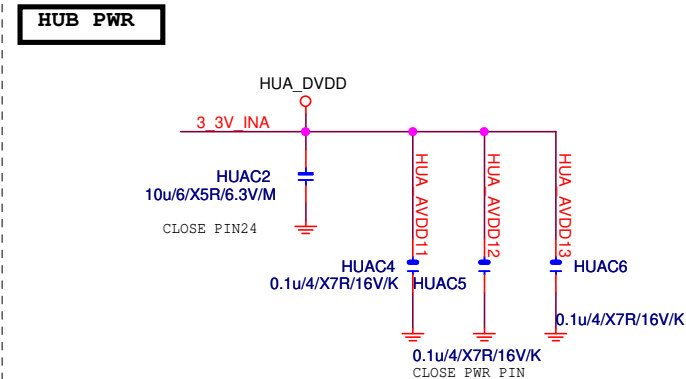 HUB PWR
HUA_DVDD
3_3V_INA
HUAC2
10u/6/X5R/6.3V/M
CLOSE PIN24
HUA_AVDD11
HUA_AVDD12
HUA_AVDD13
HUAC4
0.1u/4/X7R/16V/K
HUAC5
HUAC6
0.1u/4/X7R/16V/K
0.1u/4/X7R/16V/K
CLOSE PWR PIN